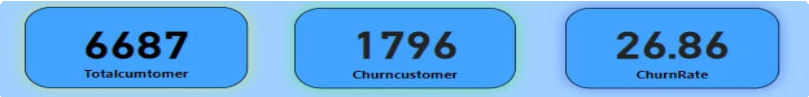 6687
Totalcumtomer
1796
Churncustomer
26.86
ChurnRate